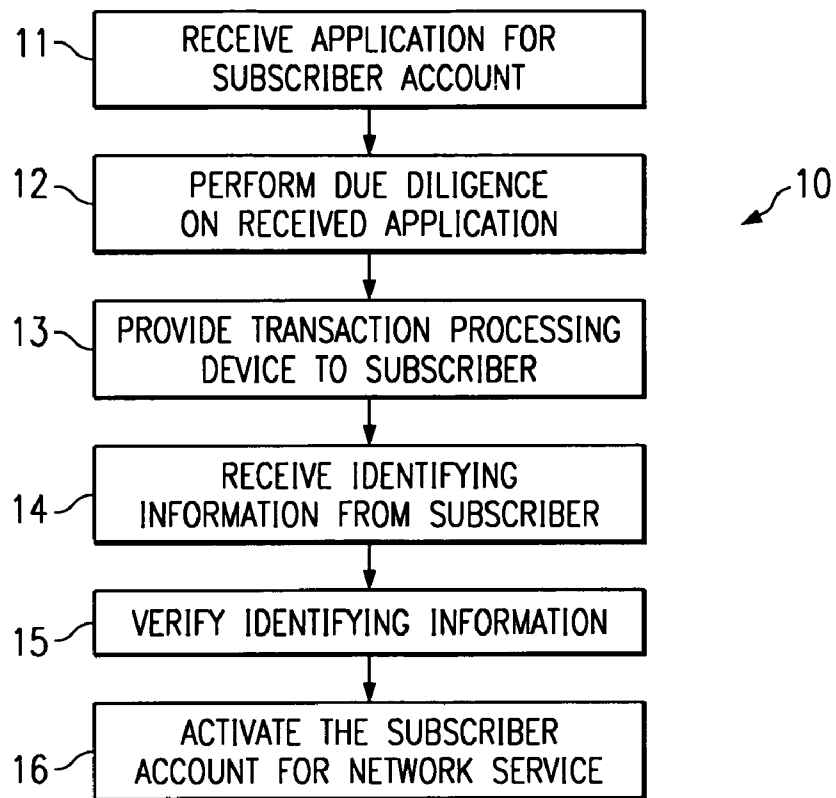 11
RECEIVE APPLICATION FOR
SUBSCRIBER ACCOUNT
12
PERFORM DUE DILIGENCE
ON RECEIVED APPLICATION
10
13
PROVIDE TRANSACTION PROCESSING
DEVICE TO SUBSCRIBER
14
RECEIVE IDENTIFYING
INFORMATION FROM SUBSCRIBER
15
VERIFY IDENTIFYING INFORMATION
16
ACTIVATE THE SUBSCRIBER
ACCOUNT FOR NETWORK SERVICE